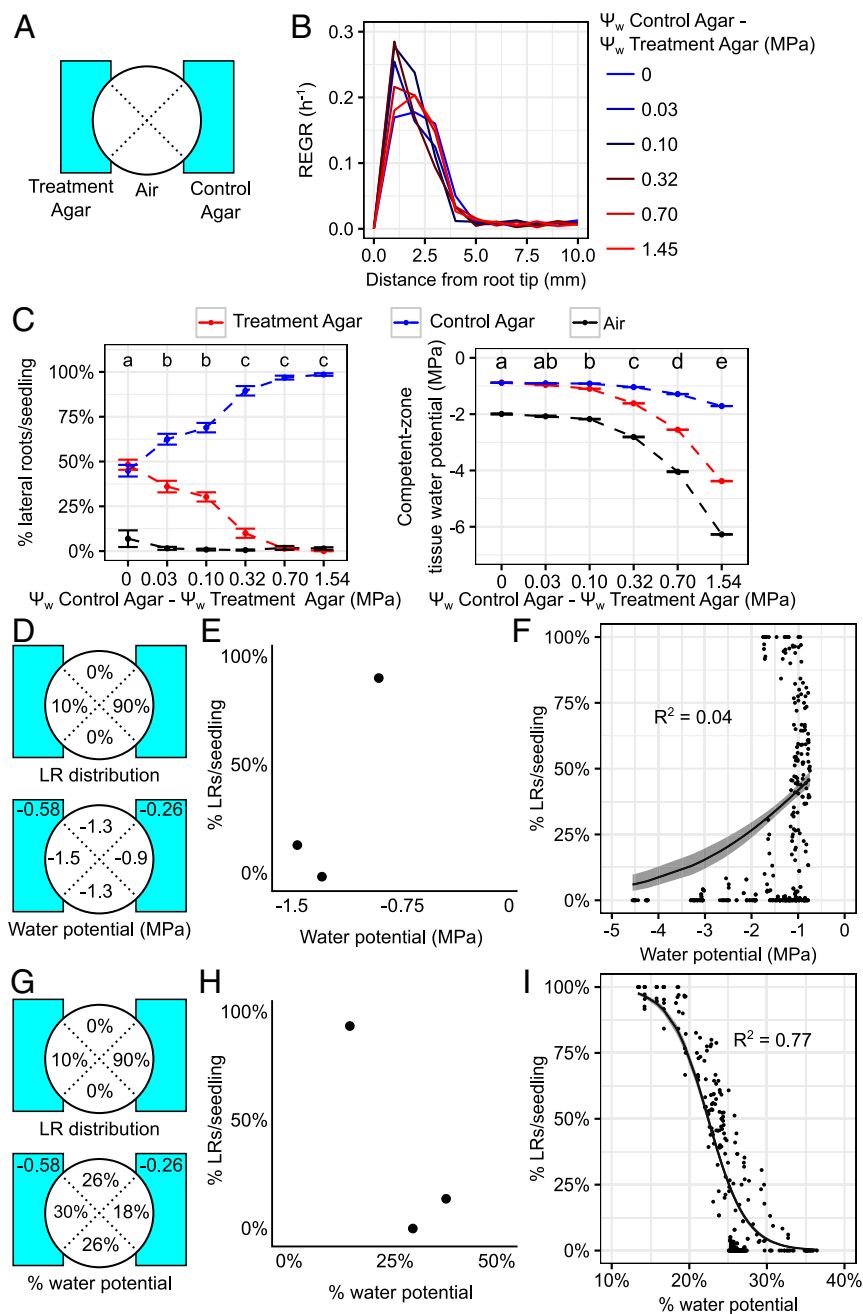 A
Treatment
Agar
Air
Control
Agar
B
REGR (h⁻¹)
0.3
0.2
0.1
0.0
0.0 2.5 5.0 7.5 10.0
Distance from root tip (mm)
Ψw Control Agar -
Ψw Treatment Agar (MPa)
0
0.03
0.10
0.32
0.70
1.45
C
Treatment Agar Control Agar Air
% lateral roots/seedling
100%
75%
50%
25%
0%
a b b c c c
0 0.03 0.10 0.32 0.70 1.54
Ψw Control Agar - Ψw Treatment Agar (MPa)
Competent-zone
tissue water potential (MPa)
0
-2
-4
-6
a ab b c d e
0 0.03 0.10 0.32 0.70 1.54
Ψw Control Agar - Ψw Treatment Agar (MPa)
D
0%
10% 90%
0%
LR distribution
-0.58 -0.26
-1.3
-1.5 -0.9
-1.3
Water potential (MPa)
E
% LRs/seedling
100%
50%
0%
-1.5 -0.75 0
Water potential (MPa)
F
% LRs/seedling
100%
75%
50%
25%
0%
R² = 0.04
-5 -4 -3 -2 -1 0
Water potential (MPa)
G
0%
10% 90%
0%
LR distribution
-0.58 -0.26
26%
30% 18%
26%
% water potential
H
% LRs/seedling
100%
50%
0%
0% 25% 50%
% water potential
I
% LRs/seedling
100%
75%
50%
25%
0%
R² = 0.77
10% 20% 30% 40%
% water potential